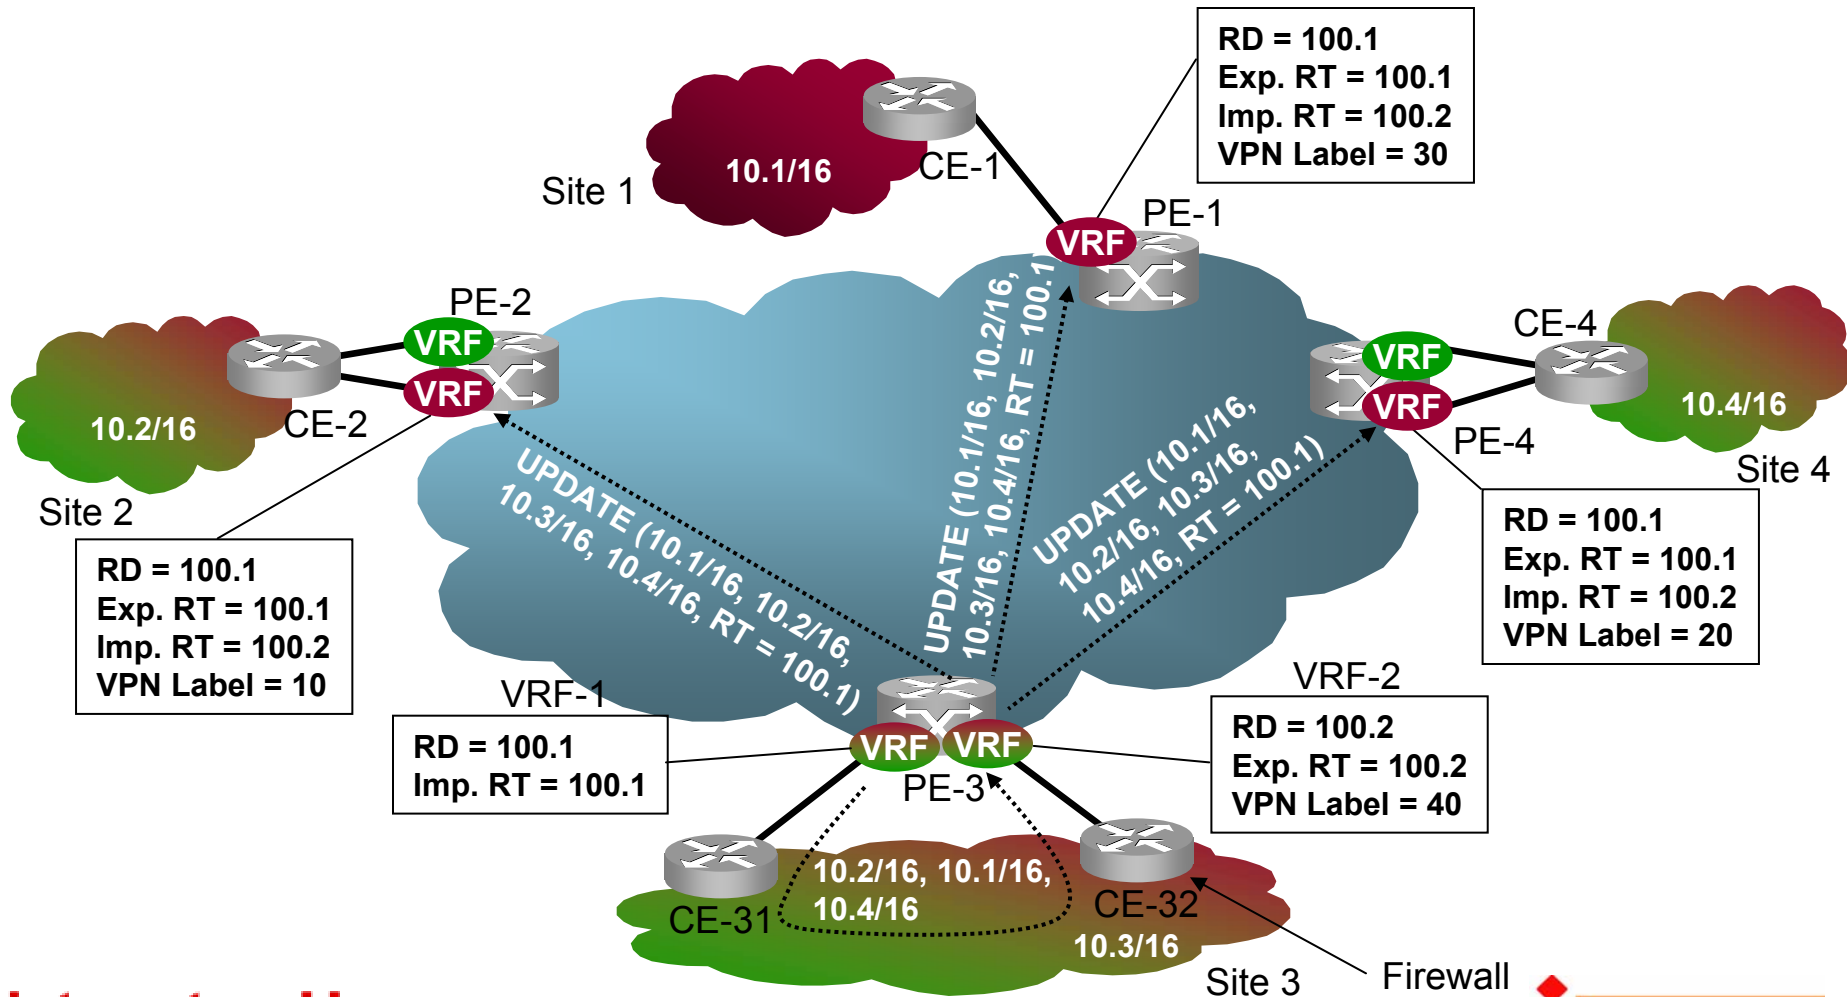 RD = 100.1
Exp. RT = 100.1
Imp. RT = 100.2
VPN Label = 30
CE-1
10.1/16
Site 1
PE-1
VRF
PE-2
VRF
VRF
CE-2
10.2/16
Site 2
CE-4
VRF
VRF
10.4/16
PE-4
Site 4
RD = 100.1
Exp. RT = 100.1
Imp. RT = 100.2
VPN Label = 10
UPDATE (10.1/16, 10.2/16,
10.3/16, 10.4/16, RT = 100.1)
UPDATE (10.1/16, 10.2/16,
10.3/16, 10.4/16, RT = 100.1)
UPDATE (10.1/16,
10.2/16, 10.3/16,
10.4/16, RT = 100.1)
RD = 100.1
Exp. RT = 100.1
Imp. RT = 100.2
VPN Label = 20
VRF-1
RD = 100.1
Imp. RT = 100.1
VRF
VRF
PE-3
VRF-2
RD = 100.2
Exp. RT = 100.2
VPN Label = 40
10.2/16, 10.1/16,
10.4/16
CE-31
CE-32
10.3/16
Site 3
Firewall